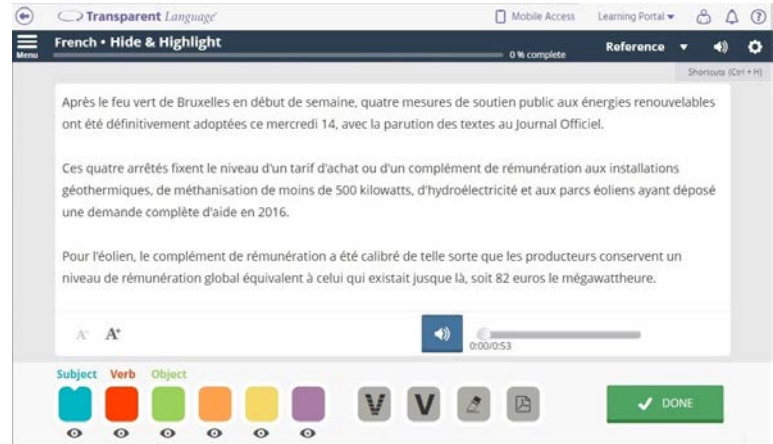 Transparent Language
Mobile Access
Learning Portal
Menu
French • Hide & Highlight
0 % complete
Reference
Shortcuts (Ctrl + H)
Après le feu vert de Bruxelles en début de semaine, quatre mesures de soutien public aux énergies renouvelables
ont été définitivement adoptées ce mercredi 14, avec la parution des textes au Journal Officiel.
Ces quatre arrêtés fixent le niveau d'un tarif d'achat ou d'un complément de rémunération aux installations
géothermiques, de méthanisation de moins de 500 kilowatts, d'hydroélectricité et aux parcs éoliens ayant déposé
une demande complète d'aide en 2016.
Pour l'éolien, le complément de rémunération a été calibré de telle sorte que les producteurs conservent un
niveau de rémunération global équivalent à celui qui existait jusque là, soit 82 euros le mégawattheure.
A- A+
0:00/0:53
Subject Verb Object
V V
DONE